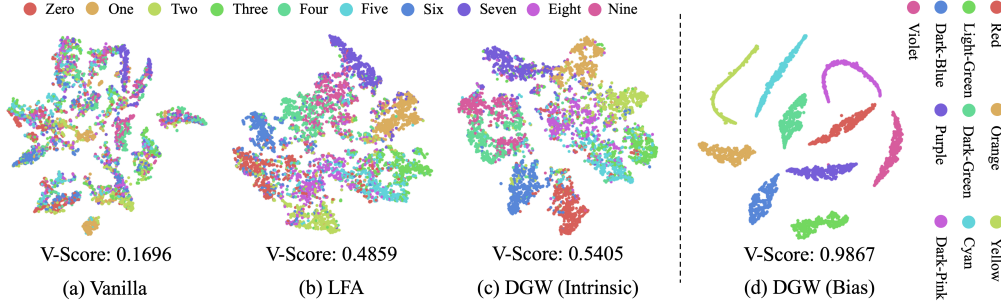 Zero One Two Three Four Five Six Seven Eight Nine
V-Score: 0.1696
(a) Vanilla
V-Score: 0.4859
(b) LFA
V-Score: 0.5405
(c) DGW (Intrinsic)
V-Score: 0.9867
(d) DGW (Bias)
Red Orange Yellow
Light-Green Dark-Green Cyan
Dark-Blue Purple Dark-Pink
Violet